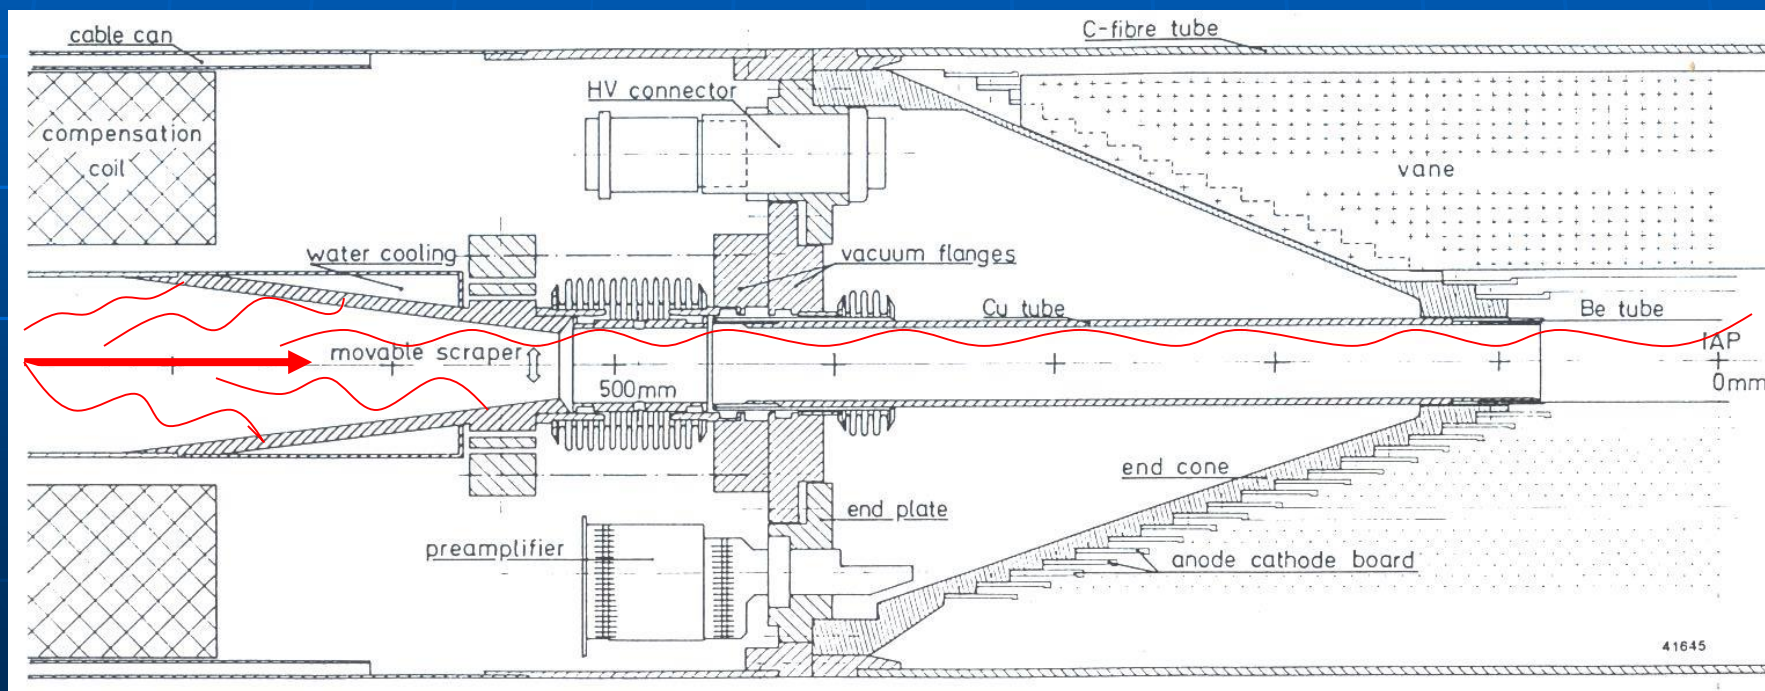 cable can
C-fibre tube
HV connector
compensation
coil
vane
water cooling
vacuum flanges
Cu tube
Be tube
movable scraper
IAP
500mm
0mm
end cone
end plate
preamplifier
anode cathode board
41645